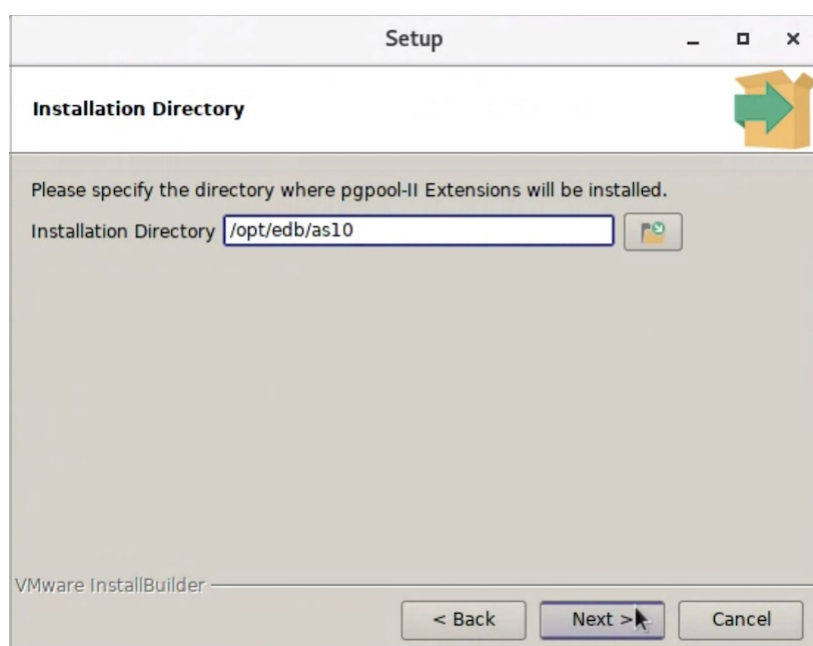 Setup
Installation Directory
Please specify the directory where pgpool-II Extensions will be installed.
Installation Directory /opt/edb/as10
VMware InstallBuilder
< Back Next > Cancel